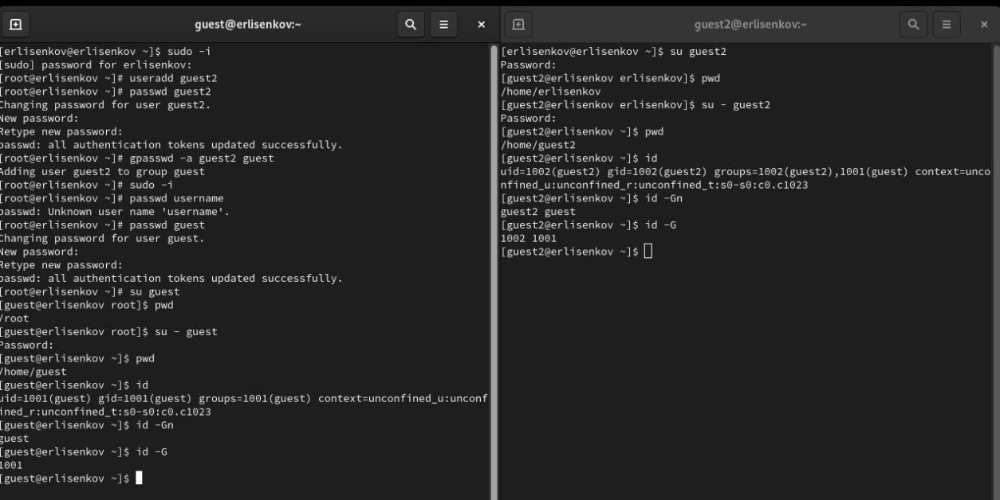 guest@erlisenkov:~
[erlisenkov@erlisenkov ~]$ sudo -i
[sudo] password for erlisenkov:
[root@erlisenkov ~]# useradd guest2
[root@erlisenkov ~]# passwd guest2
Changing password for user guest2.
New password:
Retype new password:
passwd: all authentication tokens updated successfully.
[root@erlisenkov ~]# gpasswd -a guest2 guest
Adding user guest2 to group guest
[root@erlisenkov ~]# sudo -i
[root@erlisenkov ~]# passwd username
passwd: Unknown user name 'username'.
[root@erlisenkov ~]# passwd guest
Changing password for user guest.
New password:
Retype new password:
passwd: all authentication tokens updated successfully.
[root@erlisenkov ~]# su guest
[guest@erlisenkov root]$ pwd
/root
[guest@erlisenkov root]$ su - guest
Password:
[guest@erlisenkov ~]$ pwd
/home/guest
[guest@erlisenkov ~]$ id
uid=1001(guest) gid=1001(guest) groups=1001(guest) context=unconfined_u:unconf
ined_r:unconfined_t:s0-s0:c0.c1023
[guest@erlisenkov ~]$ id -Gn
guest
[guest@erlisenkov ~]$ id -G
1001
[guest@erlisenkov ~]$
guest2@erlisenkov:~
[erlisenkov@erlisenkov ~]$ su guest2
Password:
[guest2@erlisenkov erlisenkov]$ pwd
/home/erlisenkov
[guest2@erlisenkov erlisenkov]$ su - guest2
Password:
[guest2@erlisenkov ~]$ pwd
/home/guest2
[guest2@erlisenkov ~]$ id
uid=1002(guest2) gid=1002(guest2) groups=1002(guest2),1001(guest) context=unco
nfined_u:unconfined_r:unconfined_t:s0-s0:c0.c1023
[guest2@erlisenkov ~]$ id -Gn
guest2 guest
[guest2@erlisenkov ~]$ id -G
1002 1001
[guest2@erlisenkov ~]$